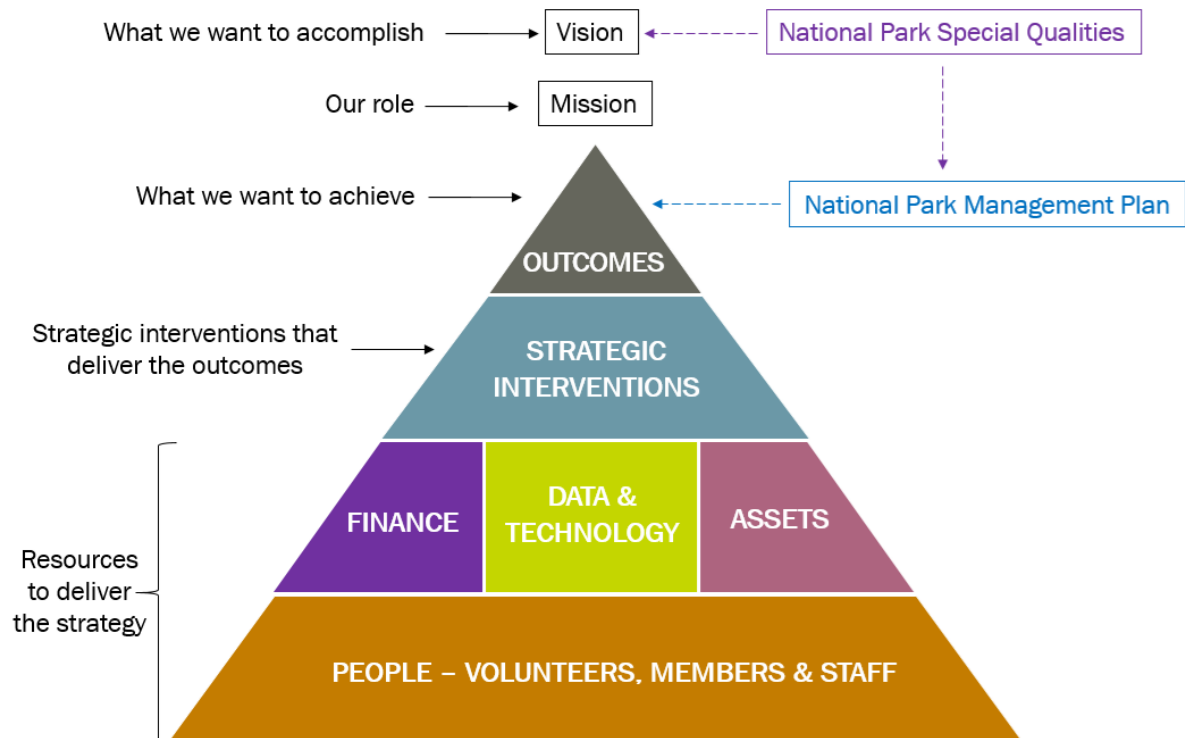 What we want to accomplish
Vision
National Park Special Qualities
Our role
Mission
What we want to achieve
National Park Management Plan
OUTCOMES
Strategic interventions that
deliver the outcomes
STRATEGIC
INTERVENTIONS
FINANCE
DATA &
TECHNOLOGY
ASSETS
Resources
to deliver
the strategy
PEOPLE – VOLUNTEERS, MEMBERS & STAFF